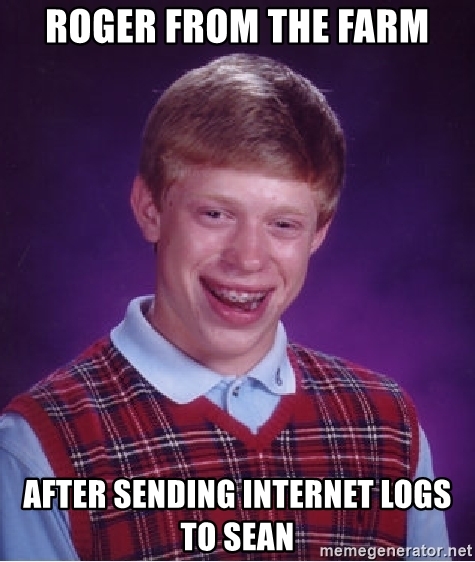 ROGER FROM THE FARM
AFTER SENDING INTERNET LOGS
TO SEAN
memegenerator.net